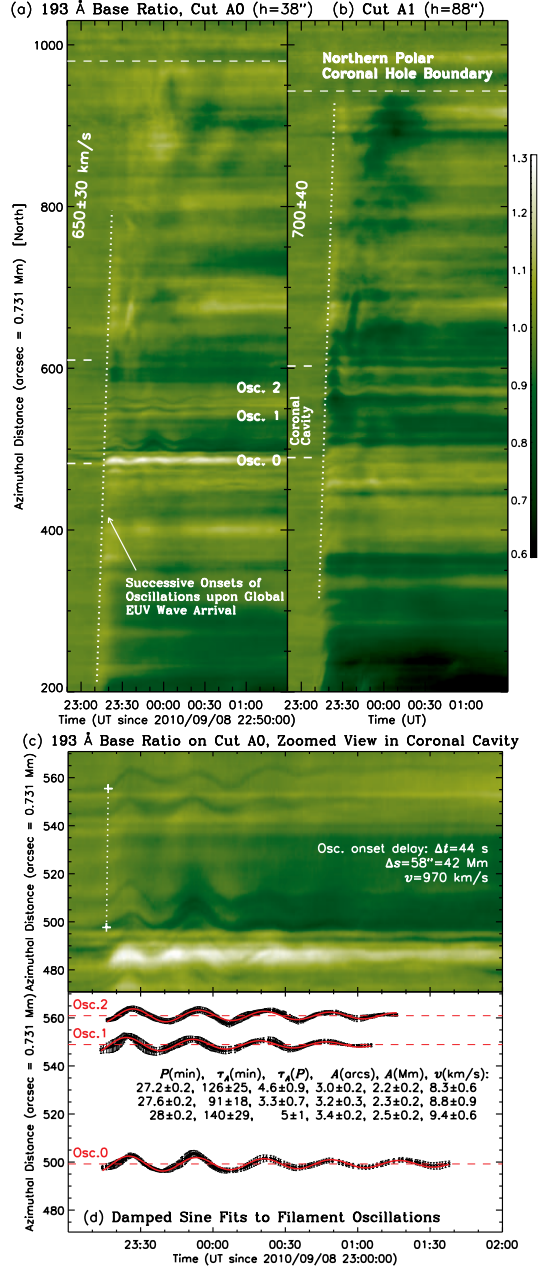 (a) 193 Å Base Ratio, Cut A0 (h=38")
(b) Cut A1 (h=88")
1000
800
600
400
200
Azimuthal Distance (arcsec = 0.731 Mm) [North]
650±30 km/s
Osc. 2
Osc. 1
Osc. 0
Successive Onsets of
Oscillations upon Global
EUV Wave Arrival
Northern Polar
Coronal Hole Boundary
700±40
Coronal
Cavity
1.3
1.2
1.1
1.0
0.9
0.8
0.7
0.6
23:00 23:30 00:00 00:30 01:00
Time (UT since 2010/09/08 22:50:00)
23:00 23:30 00:00 00:30 01:00
Time (UT)
(c) 193 Å Base Ratio on Cut A0, Zoomed View in Coronal Cavity
560
540
520
500
480
Azimuthal Distance (arcsec = 0.731 Mm)
Osc. onset delay: Δt=44 s
Δs=58"=42 Mm
v=970 km/s
560
540
520
500
480
Azimuthal Distance (arcsec = 0.731 Mm)
Osc.2
Osc.1
P(min), τA(min), τA(P), A(arcs), A(Mm), v(km/s):
27.2±0.2, 126±25, 4.6±0.9, 3.0±0.2, 2.2±0.2, 8.3±0.6
27.6±0.2, 91±18, 3.3±0.7, 3.2±0.3, 2.3±0.2, 8.8±0.9
28±0.2, 140±29, 5±1, 3.4±0.2, 2.5±0.2, 9.4±0.6
Osc.0
(d) Damped Sine Fits to Filament Oscillations
23:30 00:00 00:30 01:00 01:30 02:00
Time (UT since 2010/09/08 23:00:00)